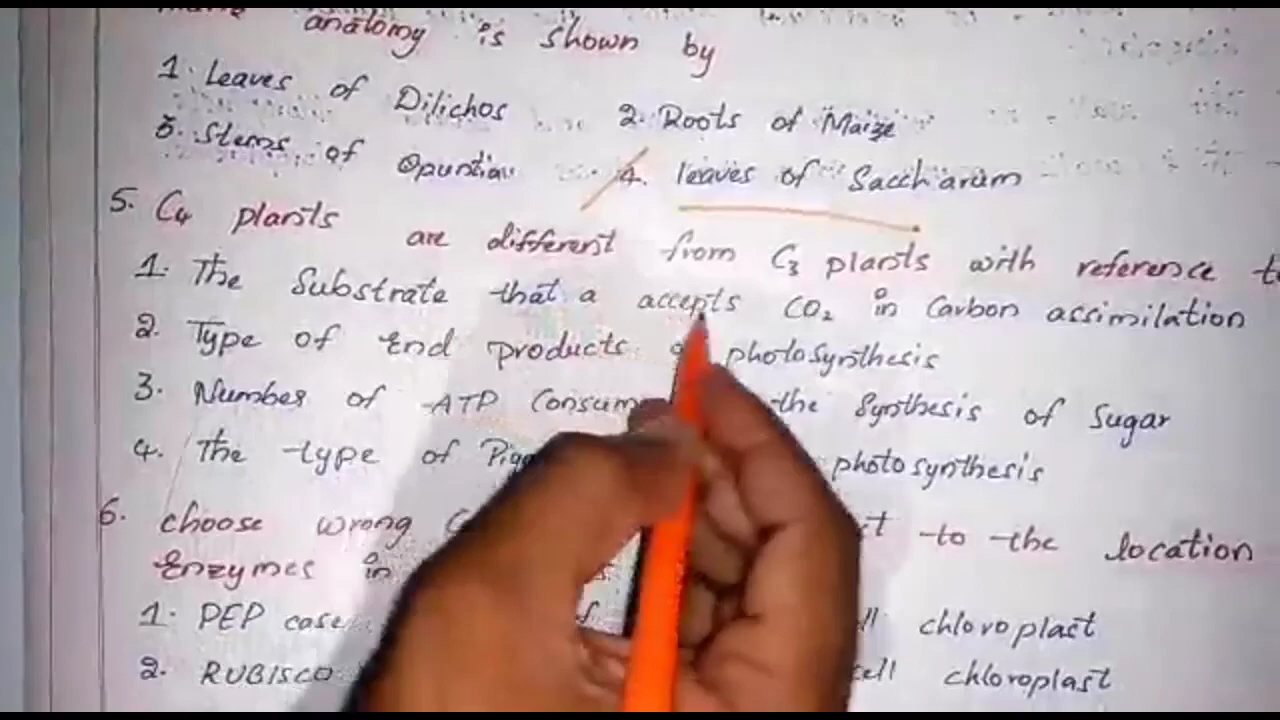 anatomy is shown by
1. Leaves of Dilichos 2. Roots of Maize
3. Stems of Opuntia 4. leaves of Saccharum
5. C4 plants are different from C3 plants with reference
1. The Substrate that a accepts CO2 in Carbon assimilation
2. Type of End products photosynthesis
3. Number of ATP the Synthesis of Sugar
4. The type of photosynthesis
6. choose wrong to the location
Enzymes in
1. PEP case chloroplast
2. RUBISCO cell chloroplast